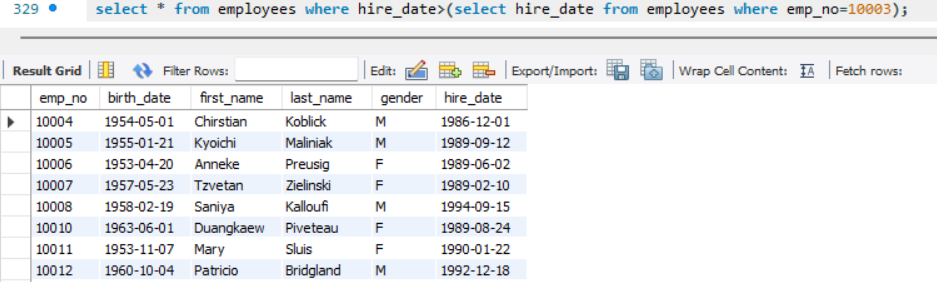 329 select * from employees where hire_date>(select hire_date from employees where emp_no=10003);
Result Grid Filter Rows: Edit: Export/Import: Wrap Cell Content: IA Fetch rows:
emp_no birth_date first_name last_name gender hire_date
10004 1954-05-01 Chirstian Koblick M 1986-12-01
10005 1955-01-21 Kyoichi Maliniak M 1989-09-12
10006 1953-04-20 Anneke Preusig F 1989-06-02
10007 1957-05-23 Tzvetan Zielinski F 1989-02-10
10008 1958-02-19 Saniya Kalloufi M 1994-09-15
10010 1963-06-01 Duangkaew Piveteau F 1989-08-24
10011 1953-11-07 Mary Sluis F 1990-01-22
10012 1960-10-04 Patricio Bridgland M 1992-12-18